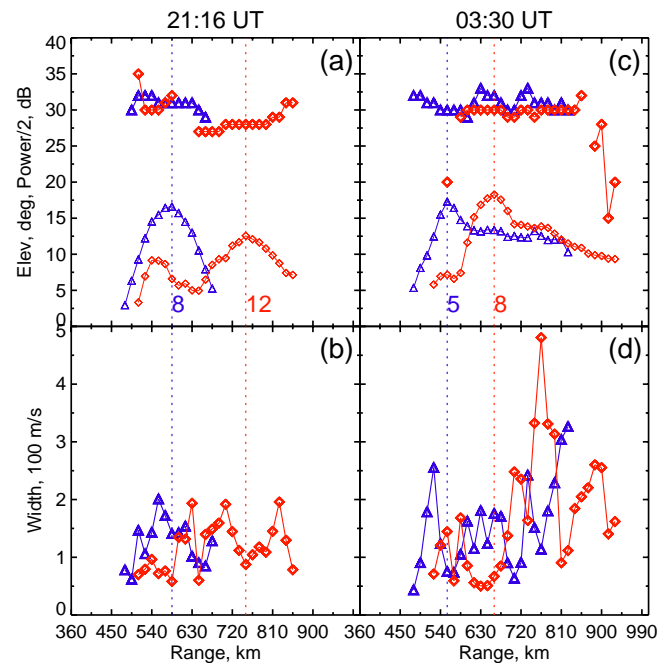 21:16 UT 03:30 UT
(a) (c)
40
35
30
25
20
15
10
5
0
Elev, deg, Power/2, dB
8 12 5 8
(b) (d)
5
4
3
2
1
0
Width, 100 m/s
360 450 540 630 720 810 900 360 450 540 630 720 810 900 990
Range, km Range, km